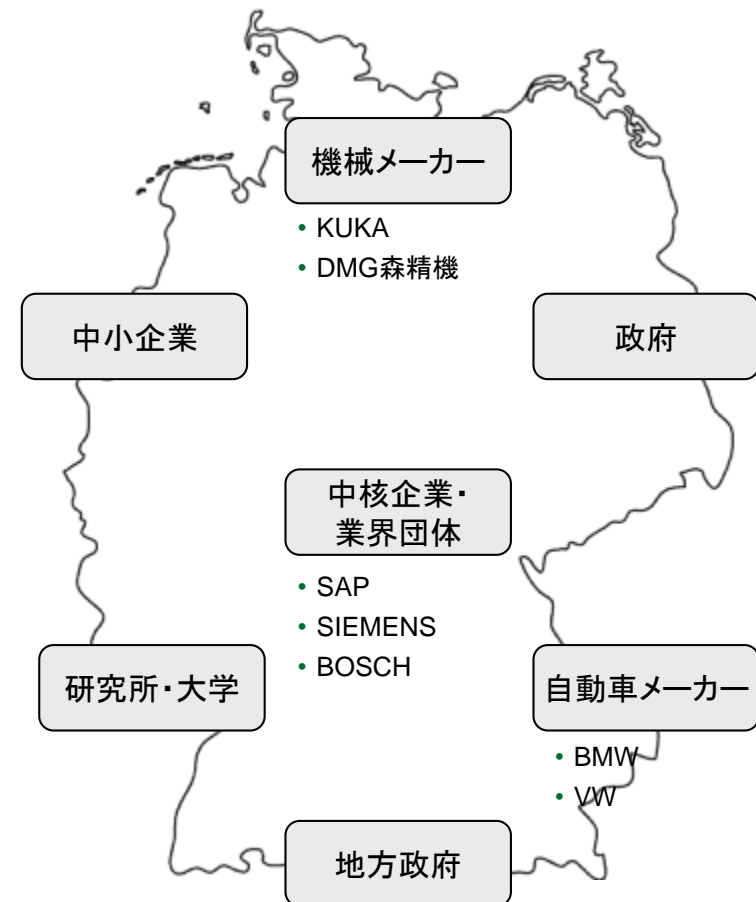 機械メーカー
• KUKA
• DMG森精機
中小企業
政府
中核企業・
業界団体
• SAP
• SIEMENS
• BOSCH
研究所・大学
自動車メーカー
• BMW
• VW
地方政府